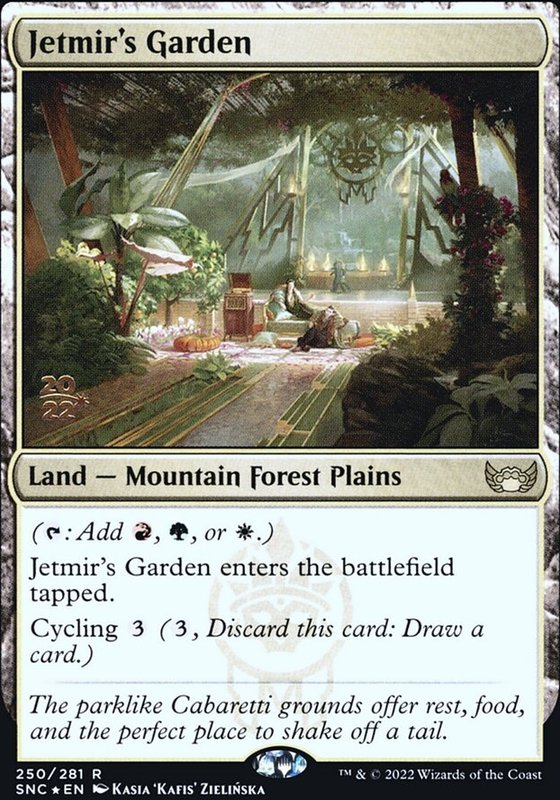 Jetmir's Garden
20
22
Land — Mountain Forest Plains
( : Add , , or .)
Jetmir's Garden enters the battlefield
tapped.
Cycling 3 (3, Discard this card: Draw a
card.)
The parklike Cabaretti grounds offer rest, food,
and the perfect place to shake off a tail.
250/281 R
SNC ★ EN Kasia 'Kafis' Zielińska
™ & © 2022 Wizards of the Coast